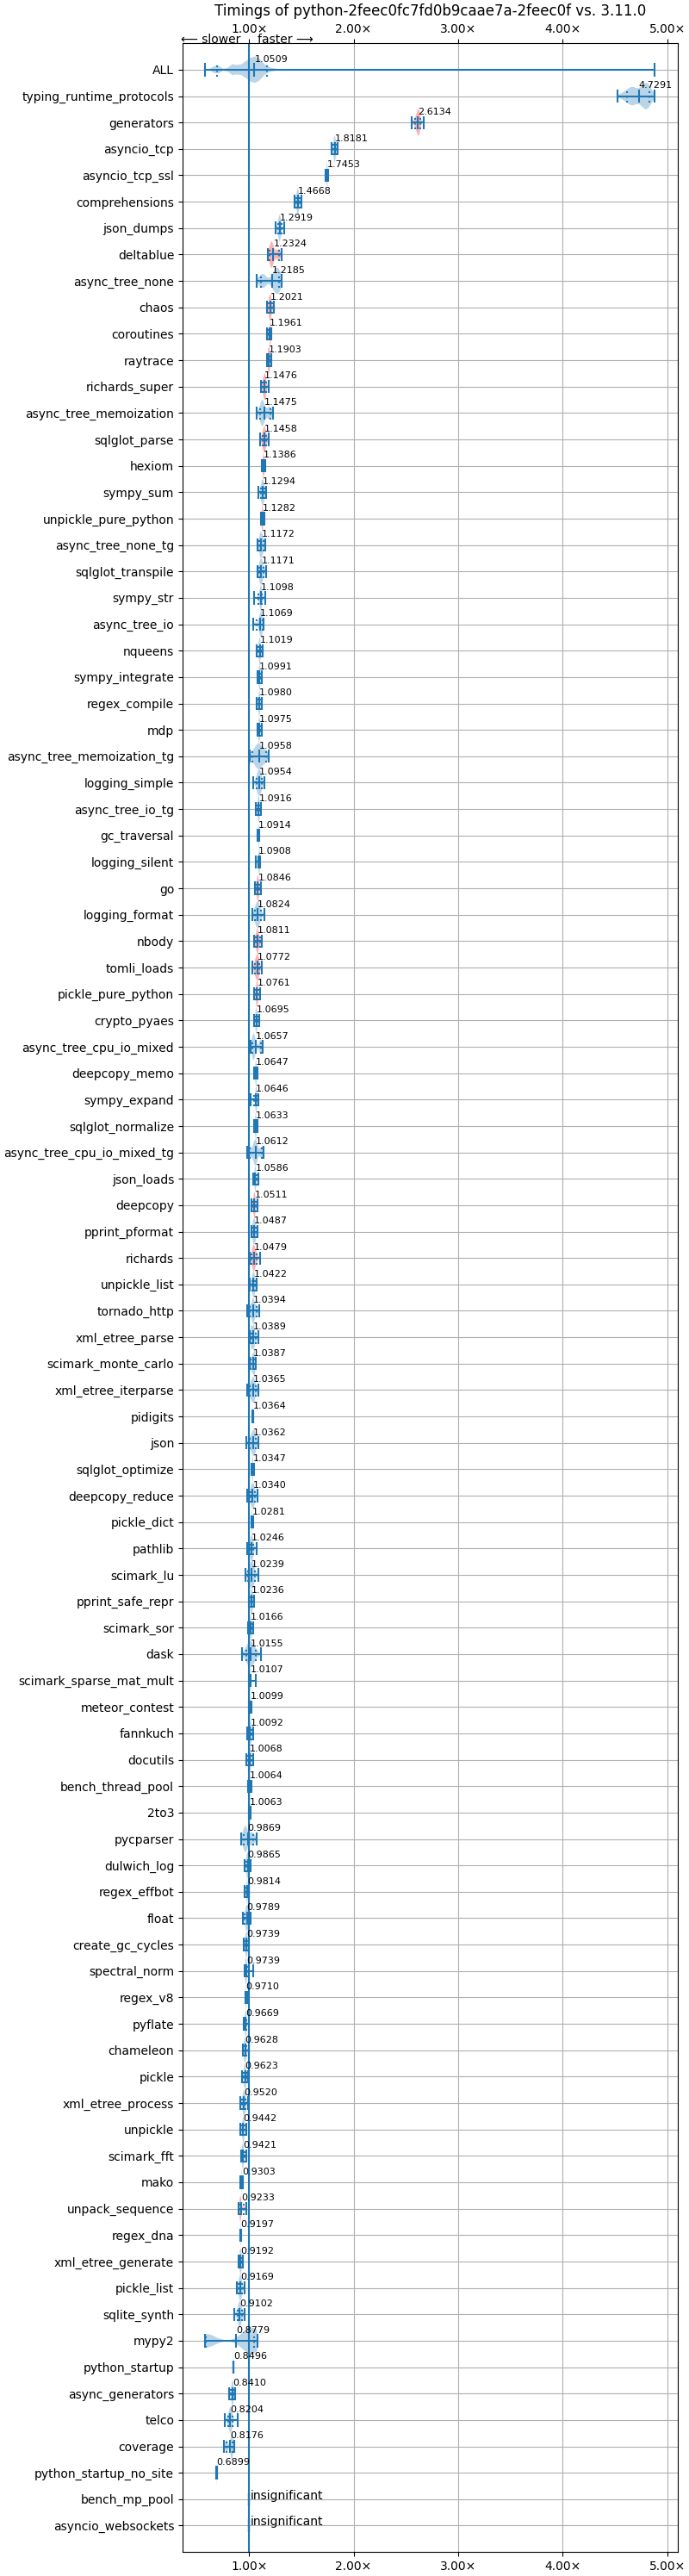 Timings of python-2feec0fc7fd0b9caae7a-2feec0f vs. 3.11.0
1.00× 2.00× 3.00× 4.00× 5.00×
⟵ slower faster ⟶
ALL 1.0509
typing_runtime_protocols 4.7291
generators 2.6134
asyncio_tcp 1.8181
asyncio_tcp_ssl 1.7453
comprehensions 1.4668
json_dumps 1.2919
deltablue 1.2324
async_tree_none 1.2185
chaos 1.2021
coroutines 1.1961
raytrace 1.1903
richards_super 1.1476
async_tree_memoization 1.1475
sqlglot_parse 1.1458
hexiom 1.1386
sympy_sum 1.1294
unpickle_pure_python 1.1282
async_tree_none_tg 1.1172
sqlglot_transpile 1.1171
sympy_str 1.1098
async_tree_io 1.1069
nqueens 1.1019
sympy_integrate 1.0991
regex_compile 1.0980
mdp 1.0975
async_tree_memoization_tg 1.0958
logging_simple 1.0954
async_tree_io_tg 1.0916
gc_traversal 1.0914
logging_silent 1.0908
go 1.0846
logging_format 1.0824
nbody 1.0811
tomli_loads 1.0772
pickle_pure_python 1.0761
crypto_pyaes 1.0695
async_tree_cpu_io_mixed 1.0657
deepcopy_memo 1.0647
sympy_expand 1.0646
sqlglot_normalize 1.0633
async_tree_cpu_io_mixed_tg 1.0612
json_loads 1.0586
deepcopy 1.0511
pprint_pformat 1.0487
richards 1.0479
unpickle_list 1.0422
tornado_http 1.0394
xml_etree_parse 1.0389
scimark_monte_carlo 1.0387
xml_etree_iterparse 1.0365
pidigits 1.0364
json 1.0362
sqlglot_optimize 1.0347
deepcopy_reduce 1.0340
pickle_dict 1.0281
pathlib 1.0246
scimark_lu 1.0239
pprint_safe_repr 1.0236
scimark_sor 1.0166
dask 1.0155
scimark_sparse_mat_mult 1.0107
meteor_contest 1.0099
fannkuch 1.0092
docutils 1.0068
bench_thread_pool 1.0064
2to3 1.0063
pycparser 0.9869
dulwich_log 0.9865
regex_effbot 0.9814
float 0.9789
create_gc_cycles 0.9739
spectral_norm 0.9739
regex_v8 0.9710
pyflate 0.9669
chameleon 0.9628
pickle 0.9623
xml_etree_process 0.9520
unpickle 0.9442
scimark_fft 0.9421
mako 0.9303
unpack_sequence 0.9233
regex_dna 0.9197
xml_etree_generate 0.9192
pickle_list 0.9169
sqlite_synth 0.9102
mypy2 0.8779
python_startup 0.8496
async_generators 0.8410
telco 0.8204
coverage 0.8176
python_startup_no_site 0.6899
bench_mp_pool insignificant
asyncio_websockets insignificant
1.00× 2.00× 3.00× 4.00× 5.00×